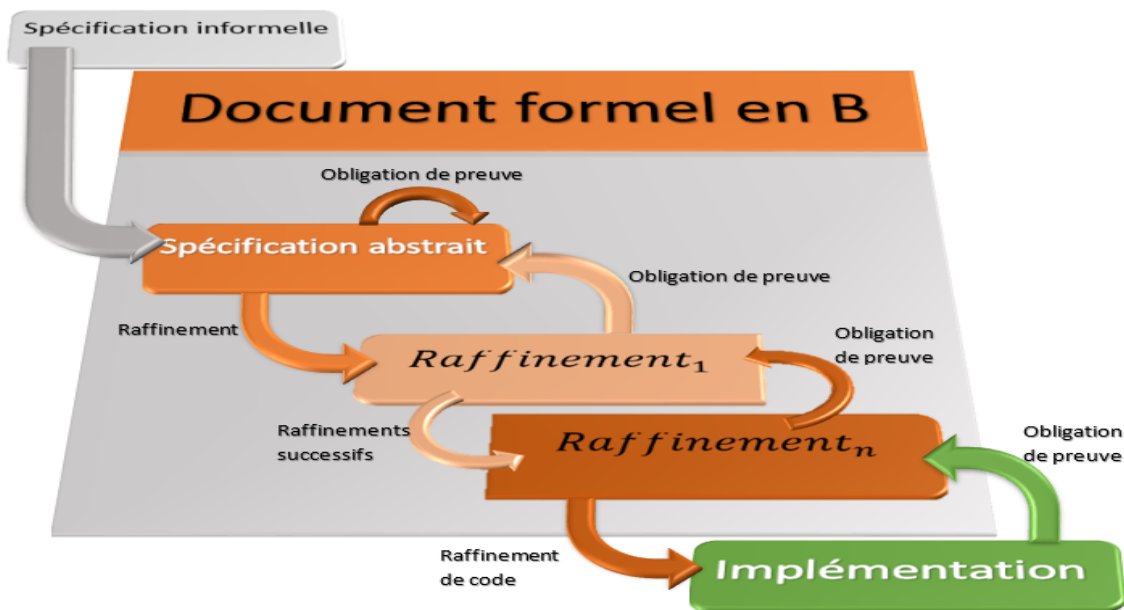 Spécification informelle
Document formel en B
Obligation de preuve
Spécification abstrait
Obligation de preuve
Raffinement
Raffinement₁
Obligation
de preuve
Raffinements
successifs
Raffinementₙ
Obligation
de preuve
Raffinement
de code
Implémentation